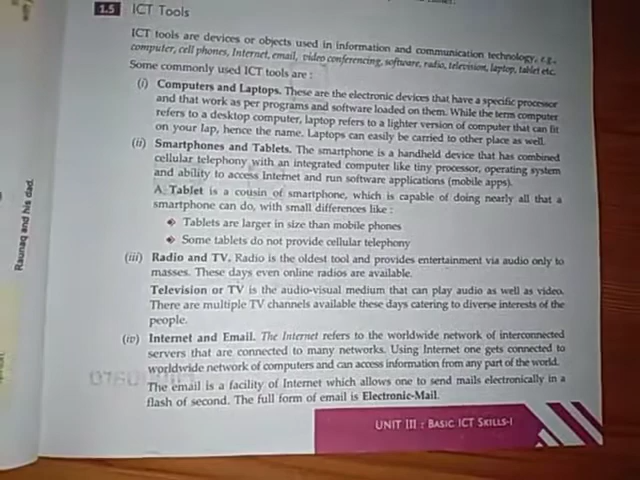 1.5 ICT Tools
ICT tools are devices or objects used in information and communication technology, e.g.,
computer, cell phones, Internet, email, video conferencing, software, radio, television, laptop, tablet etc.
Some commonly used ICT tools are :
(i) Computers and Laptops. These are the electronic devices that have a specific processor
and that work as per programs and software loaded on them. While the term computer
refers to a desktop computer, laptop refers to a lighter version of computer that can fit
on your lap, hence the name. Laptops can easily be carried to other place as well.
(ii) Smartphones and Tablets. The smartphone is a handheld device that has combined
cellular telephony with an integrated computer like tiny processor, operating system
and ability to access Internet and run software applications (mobile apps).
A Tablet is a cousin of smartphone, which is capable of doing nearly all that a
smartphone can do, with small differences like :
Tablets are larger in size than mobile phones
Some tablets do not provide cellular telephony
(iii) Radio and TV. Radio is the oldest tool and provides entertainment via audio only to
masses. These days even online radios are available.
Television or TV is the audio-visual medium that can play audio as well as video.
There are multiple TV channels available these days catering to diverse interests of the
people.
(iv) Internet and Email. The Internet refers to the worldwide network of interconnected
servers that are connected to many networks. Using Internet one gets connected to
worldwide network of computers and can access information from any part of the world.
The email is a facility of Internet which allows one to send mails electronically in a
flash of second. The full form of email is Electronic-Mail.
UNIT III : BASIC ICT SKILLS-I
Raunaq and his dad.